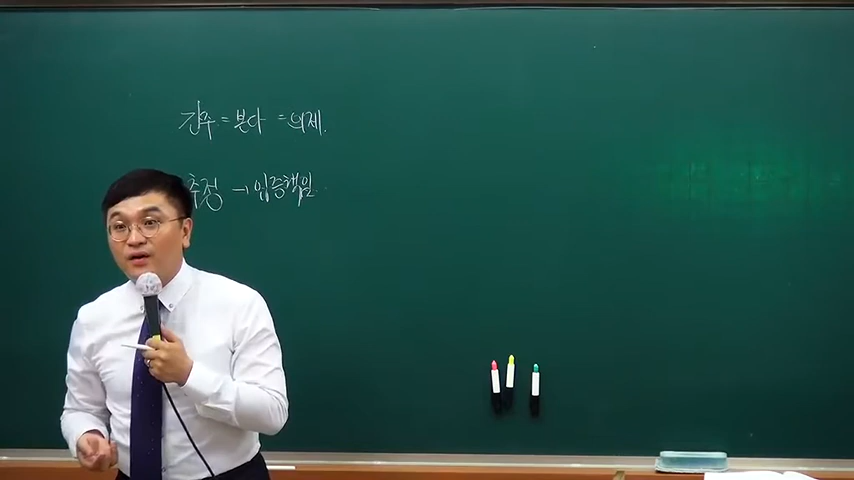 간주 = 본다 = 의제.
추정 → 입증책임